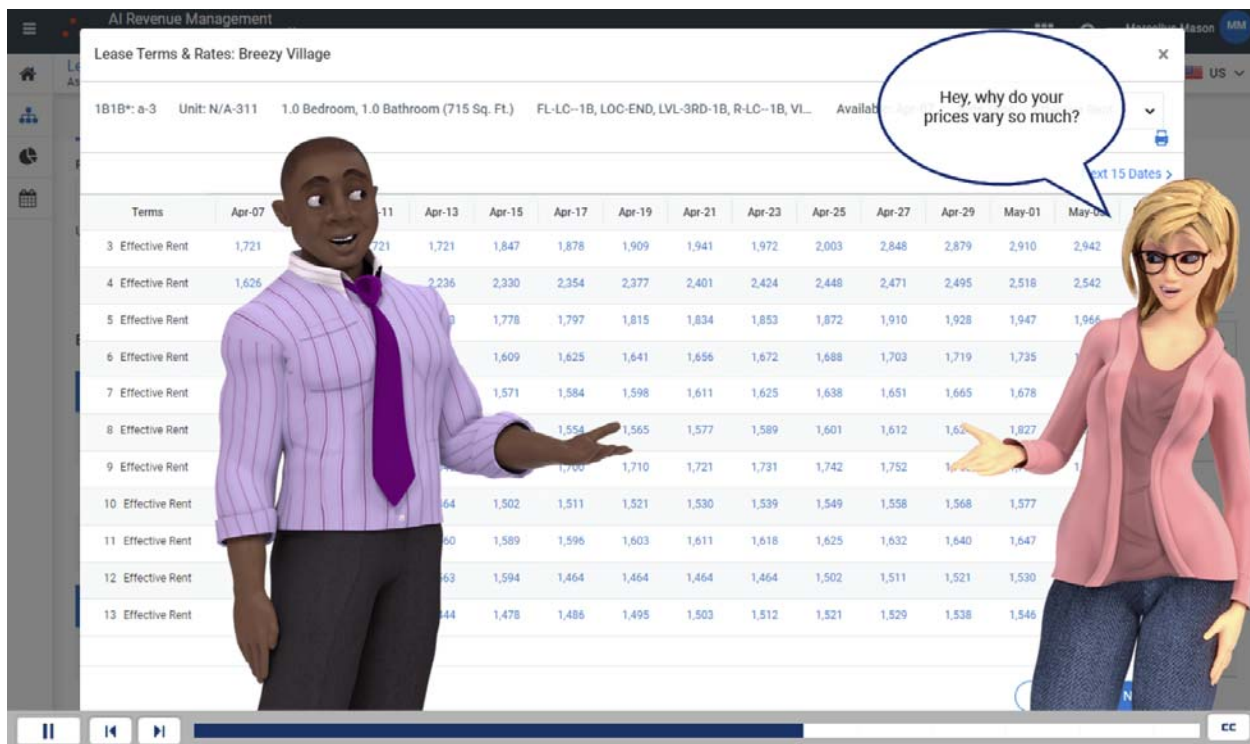 AI Revenue Management
Mason MM
Lease Terms & Rates: Breezy Village ×
US
1B1B*: a-3 Unit: N/A-311 1.0 Bedroom, 1.0 Bathroom (715 Sq. Ft.) FL-LC--1B, LOC-END, LVL-3RD-1B, R-LC--1B, VI...
Hey, why do your
prices vary so much?
15 Dates >
Terms Apr-07 -11 Apr-13 Apr-15 Apr-17 Apr-19 Apr-21 Apr-23 Apr-25 Apr-27 Apr-29 May-01
3 Effective Rent 1,721 721 1,721 1,847 1,878 1,909 1,941 1,972 2,003 2,848 2,879 2,910 2,942
4 Effective Rent 1,626 2,236 2,330 2,354 2,377 2,401 2,424 2,448 2,471 2,495 2,518 2,542
5 Effective Rent 1,778 1,797 1,815 1,834 1,853 1,872 1,910 1,928 1,947 1,966
6 Effective Rent 1,609 1,625 1,641 1,656 1,672 1,688 1,703 1,719 1,735
7 Effective Rent 1,571 1,584 1,598 1,611 1,625 1,638 1,651 1,665 1,678
8 Effective Rent 1,554 1,565 1,577 1,589 1,601 1,612 1,827
9 Effective Rent 1,700 1,710 1,721 1,731 1,742 1,752
10 Effective Rent 64 1,502 1,511 1,521 1,530 1,539 1,549 1,558 1,568 1,577
11 Effective Rent 60 1,589 1,596 1,603 1,611 1,618 1,625 1,632 1,640 1,647
12 Effective Rent 63 1,594 1,464 1,464 1,464 1,464 1,502 1,511 1,521 1,530
13 Effective Rent 44 1,478 1,486 1,495 1,503 1,512 1,521 1,529 1,538 1,546
CC